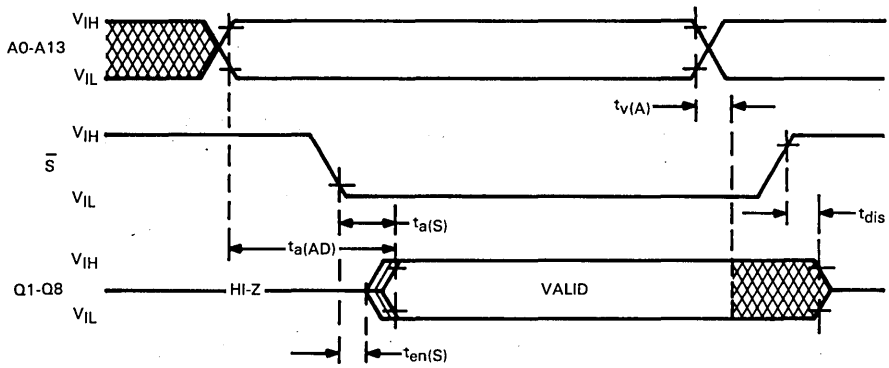 VIH
A0-A13
VIL
tv(A)
VIH
S̅
VIL
ta(S)
tdis
ta(AD)
VIH
Q1-Q8
HI-Z
VALID
VIL
ten(S)